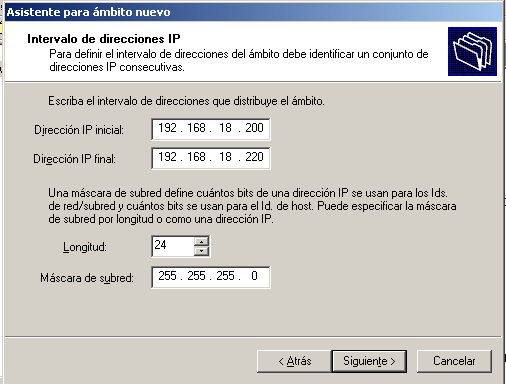 Asistente para ámbito nuevo
Intervalo de direcciones IP
Para definir el intervalo de direcciones del ámbito debe identificar un conjunto de
direcciones IP consecutivas.
Escriba el intervalo de direcciones que distribuye el ámbito.
Dirección IP inicial: 192 . 168 . 18 . 200
Dirección IP final: 192 . 168 . 18 . 220
Una máscara de subred define cuántos bits de una dirección IP se usan para los Ids.
de red/subred y cuántos bits se usan para el Id. de host. Puede especificar la máscara
de subred por longitud o como una dirección IP.
Longitud: 24
Máscara de subred: 255 . 255 . 255 . 0
< Atrás Siguiente > Cancelar